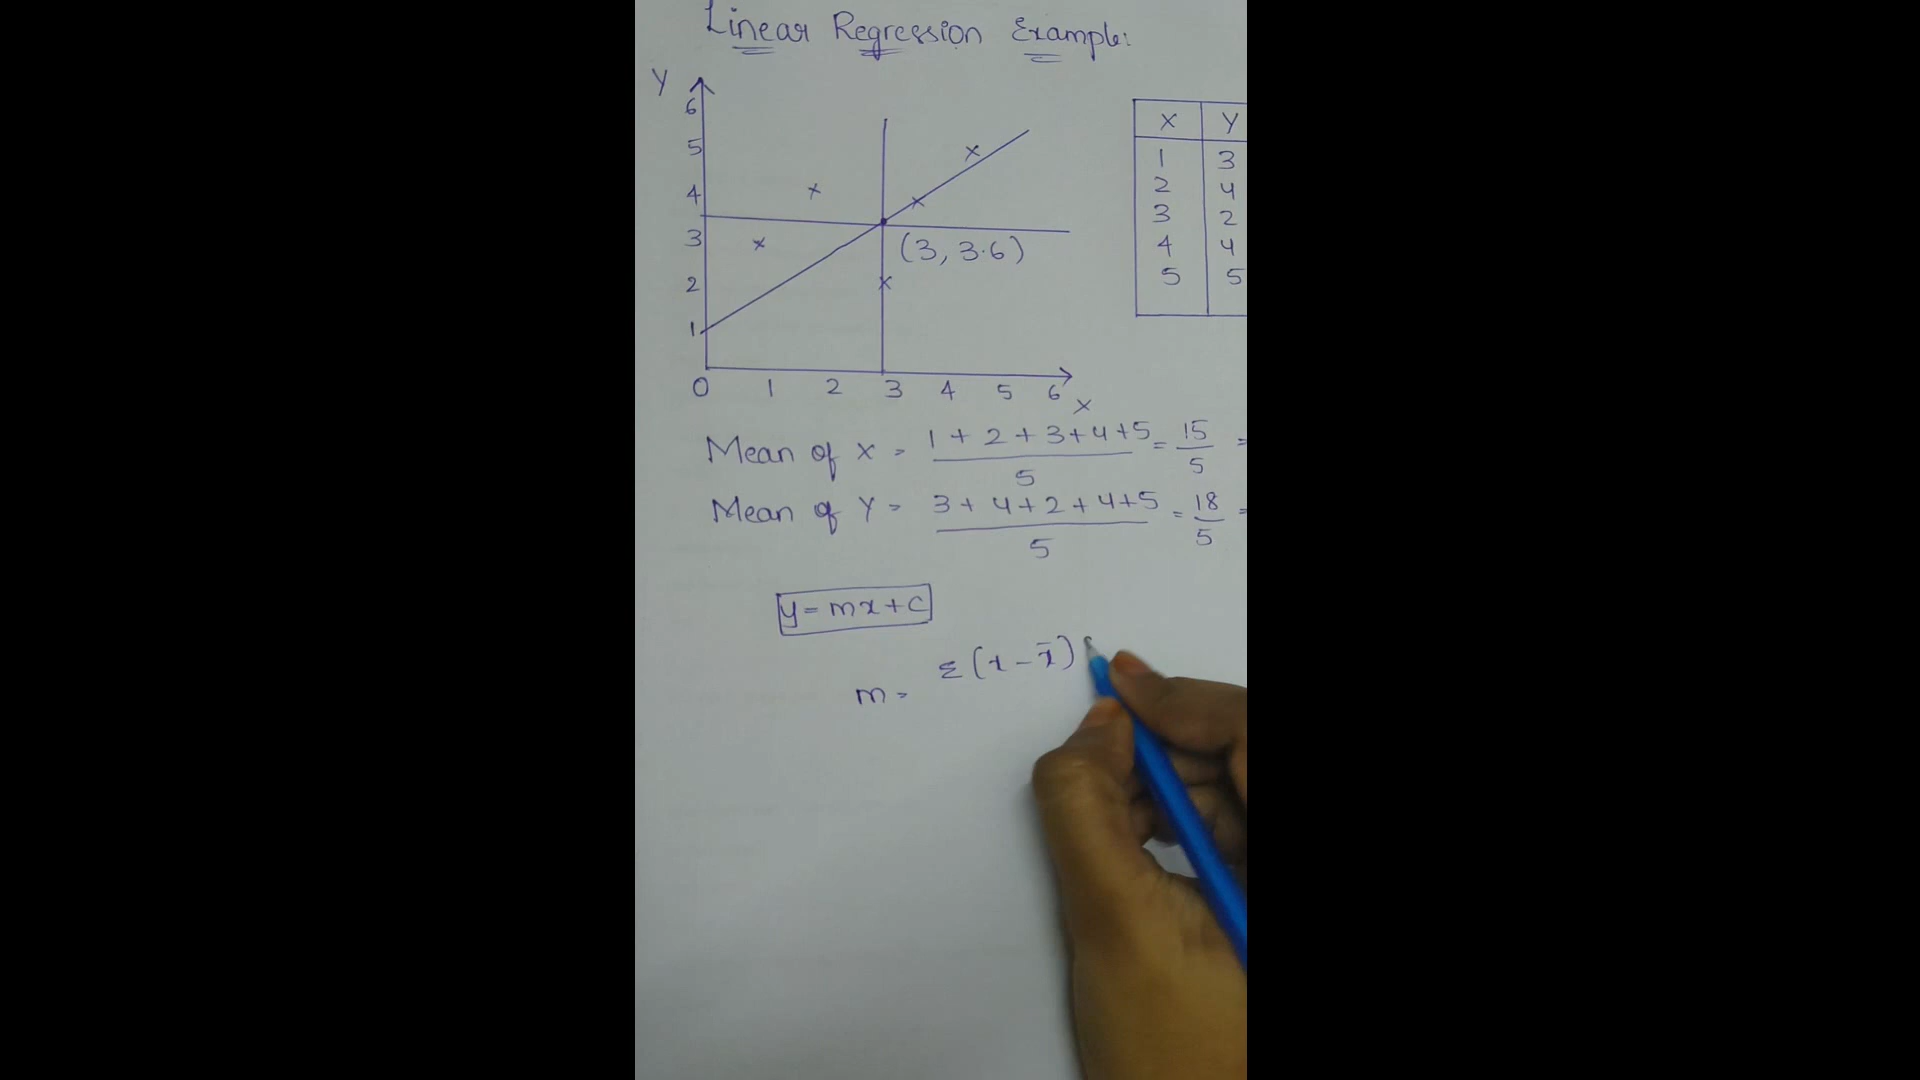 Linear Regression Example:
Y
6
5
4
3
2
1
(3, 3.6)
0 1 2 3 4 5 6
X
X Y
1 3
2 4
3 2
4 4
5 5
Mean of X = 1 + 2 + 3 + 4 + 5 / 5 = 15 / 5 =
Mean of Y = 3 + 4 + 2 + 4 + 5 / 5 = 18 / 5 =
y = mx + c
m = Σ (x - x̄)